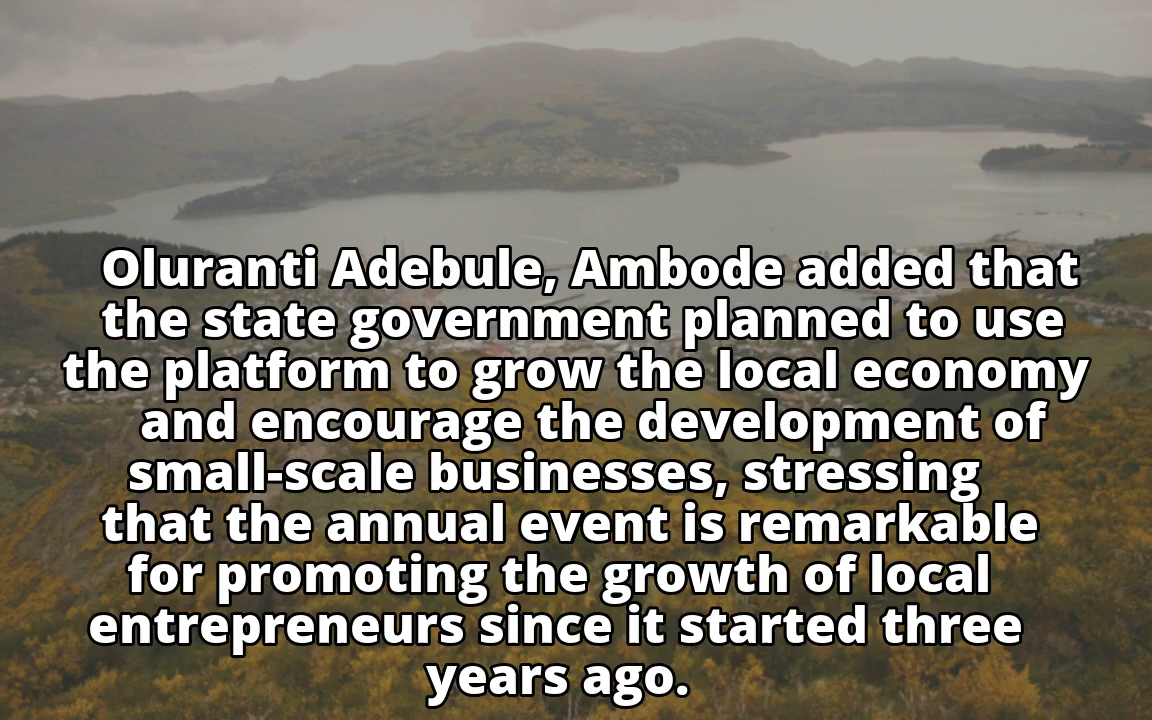 Oluranti Adebule, Ambode added that
the state government planned to use
the platform to grow the local economy
and encourage the development of
small-scale businesses, stressing
that the annual event is remarkable
for promoting the growth of local
entrepreneurs since it started three
years ago.